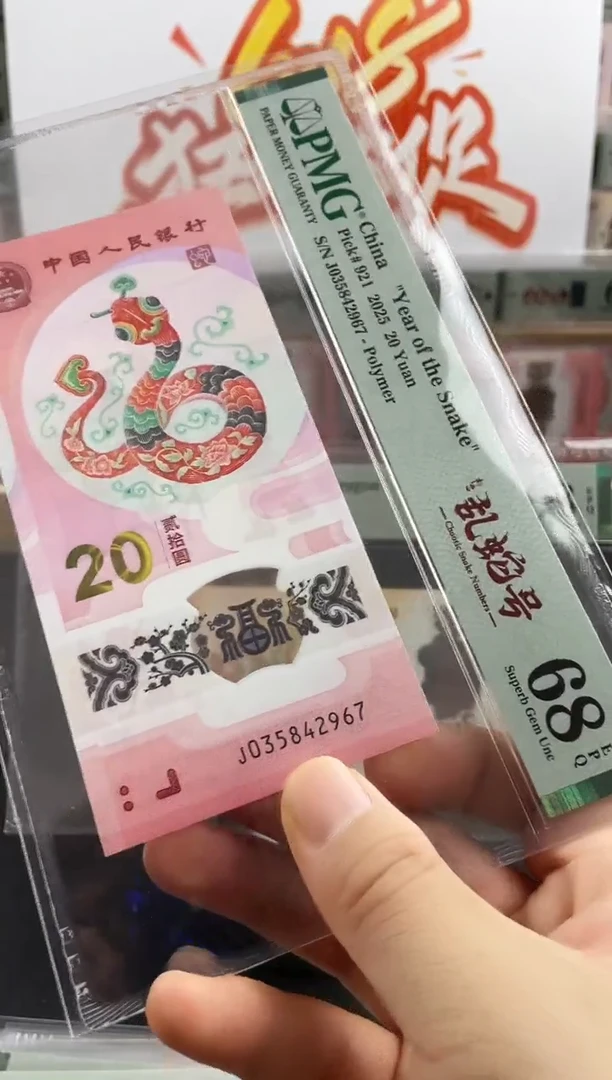 中国人民银行
20
贰拾圆
J035842967
PMG®
PAPER MONEY GUARANTY
China "Year of the Snake"
Pick# 921 2025 20 Yuan
S/N J035842967 - Polymer
乱蛇号
— Chaotic Snake Numbers —
68 E
P
Q
Superb Gem Unc